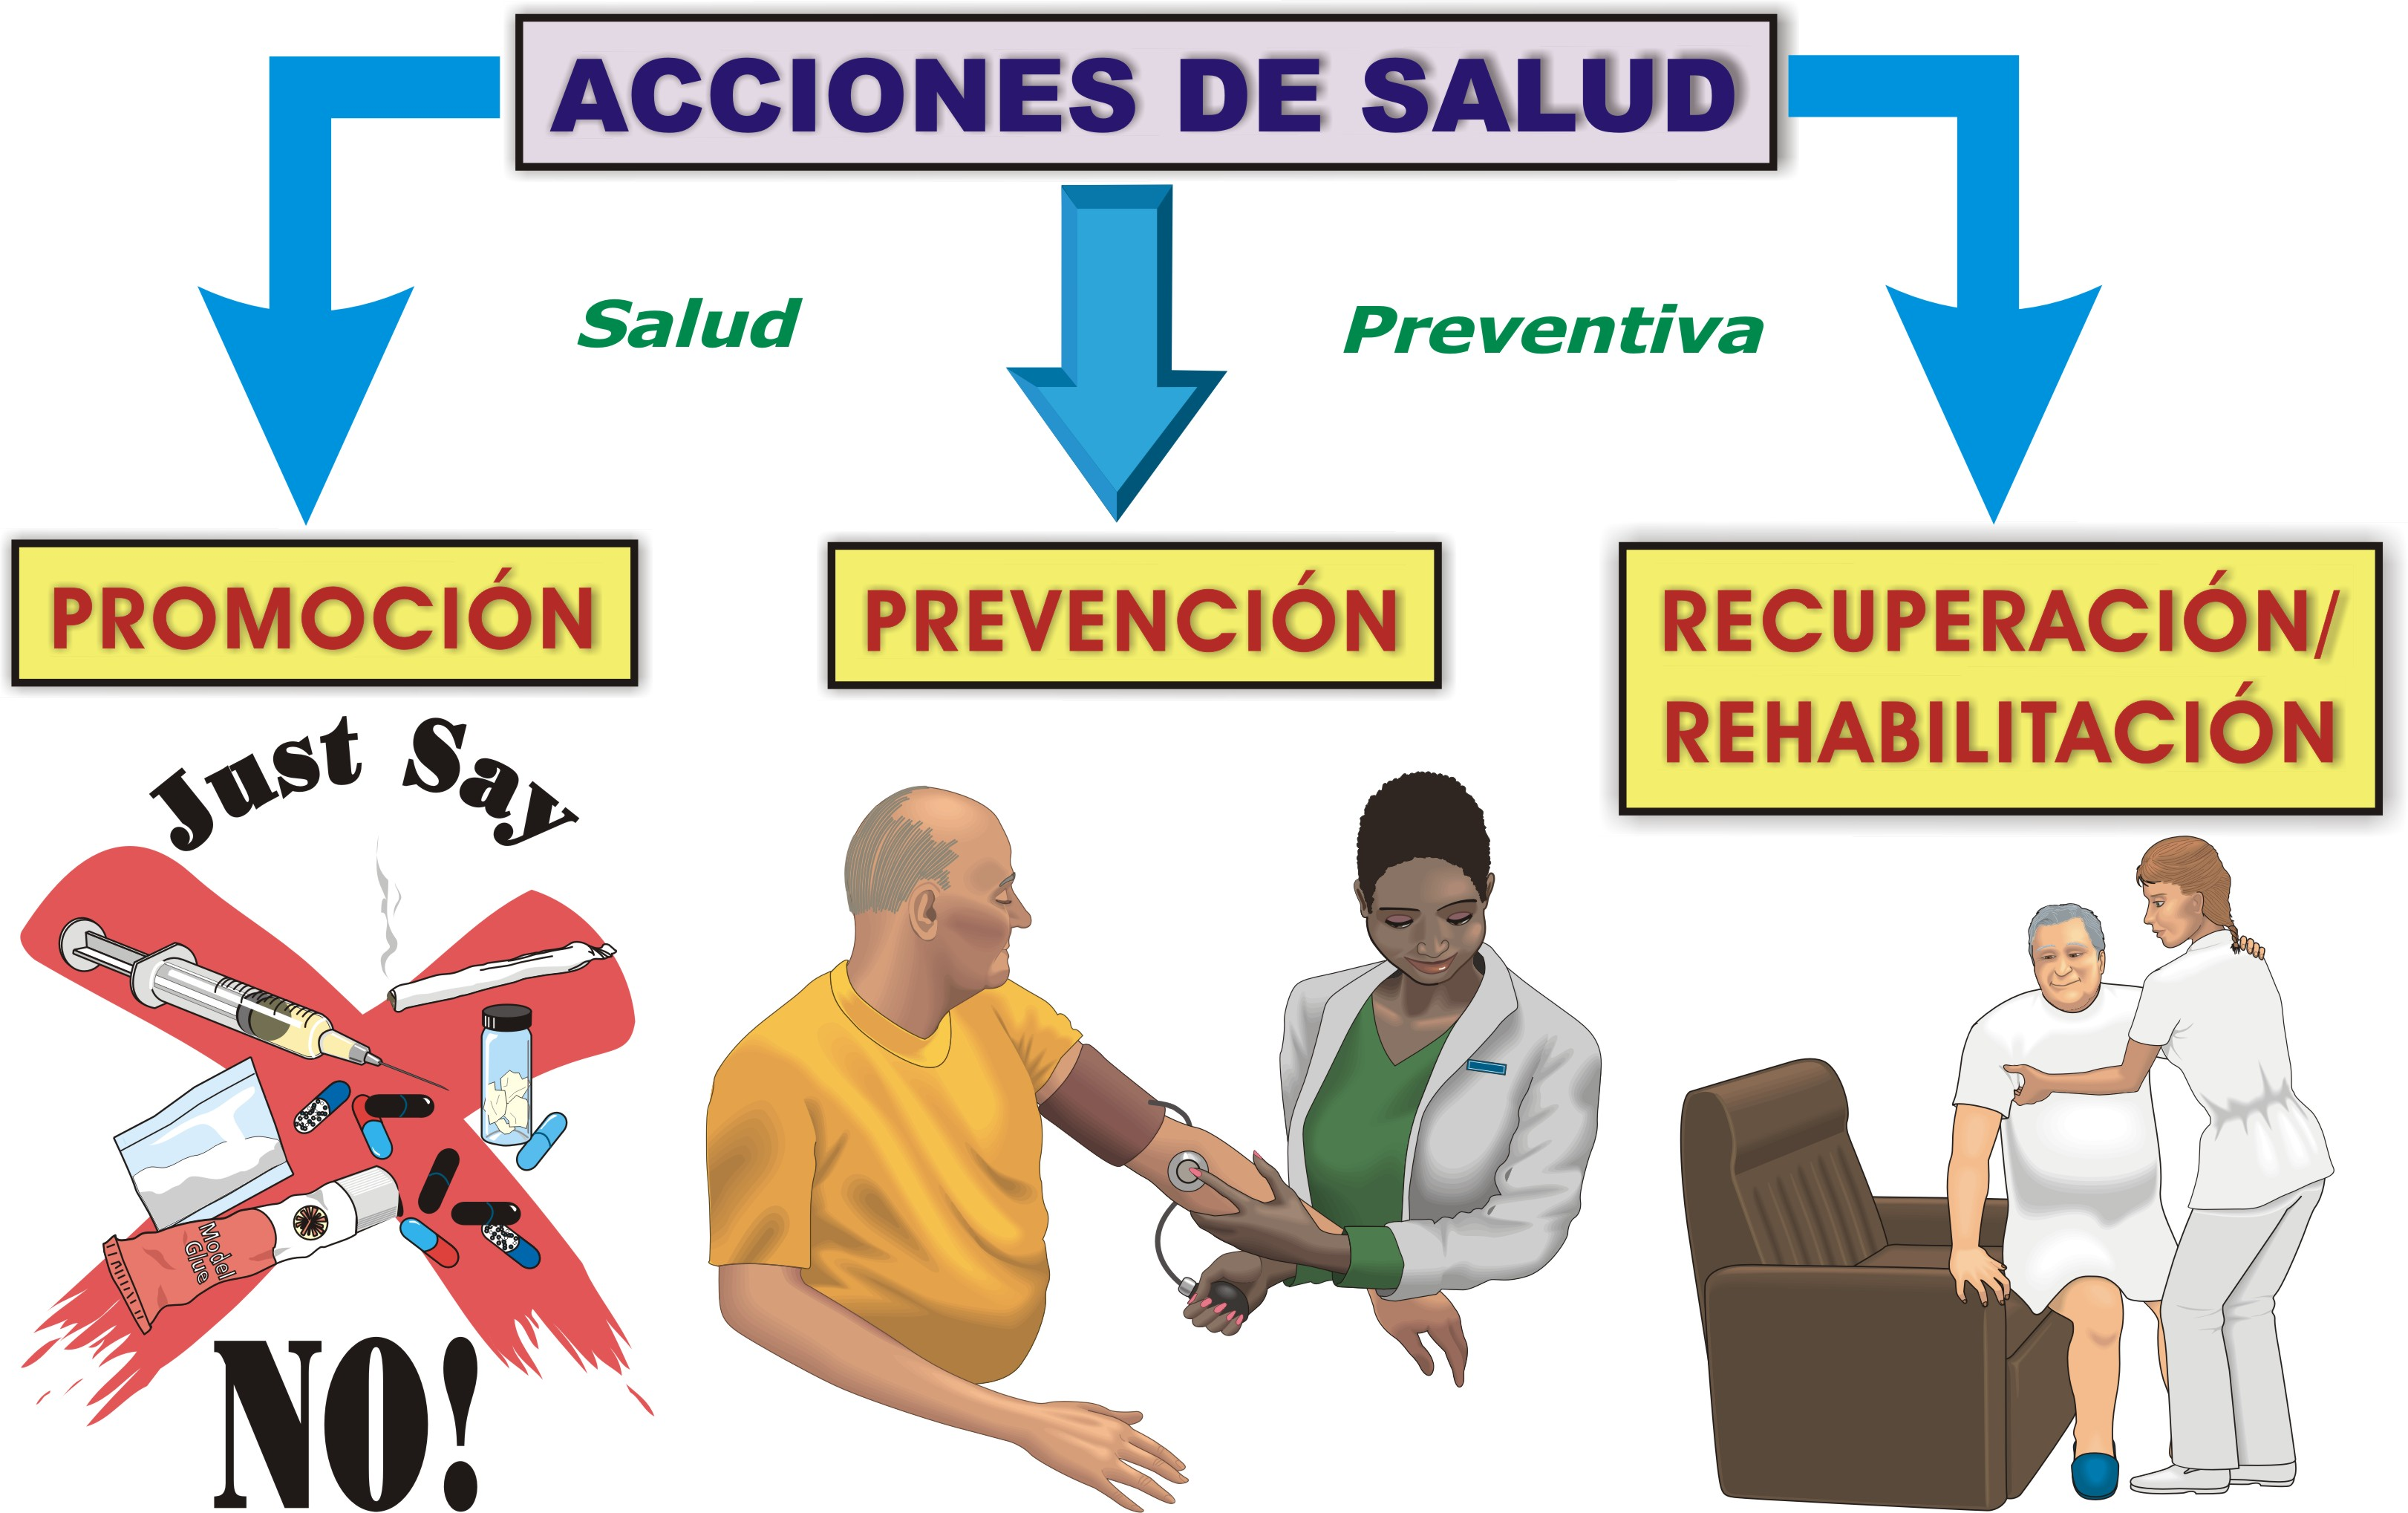 ACCIONES DE SALUD
Salud
Preventiva
PROMOCIÓN
PREVENCIÓN
RECUPERACIÓN/
REHABILITACIÓN
Just Say
Model
Glue
NO!